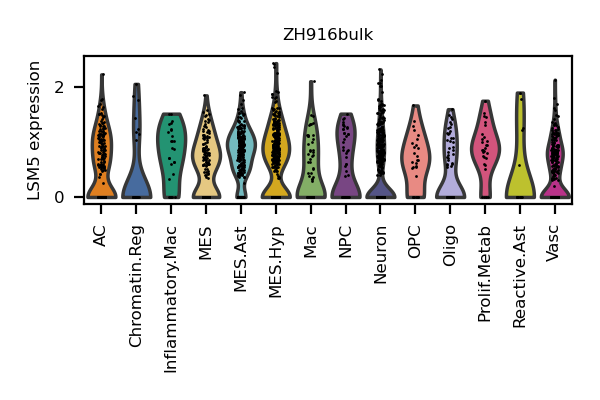 ZH916bulk
LSM5 expression
2
0
AC
Chromatin.Reg
Inflammatory.Mac
MES
MES.Ast
MES.Hyp
Mac
NPC
Neuron
OPC
Oligo
Prolif.Metab
Reactive.Ast
Vasc